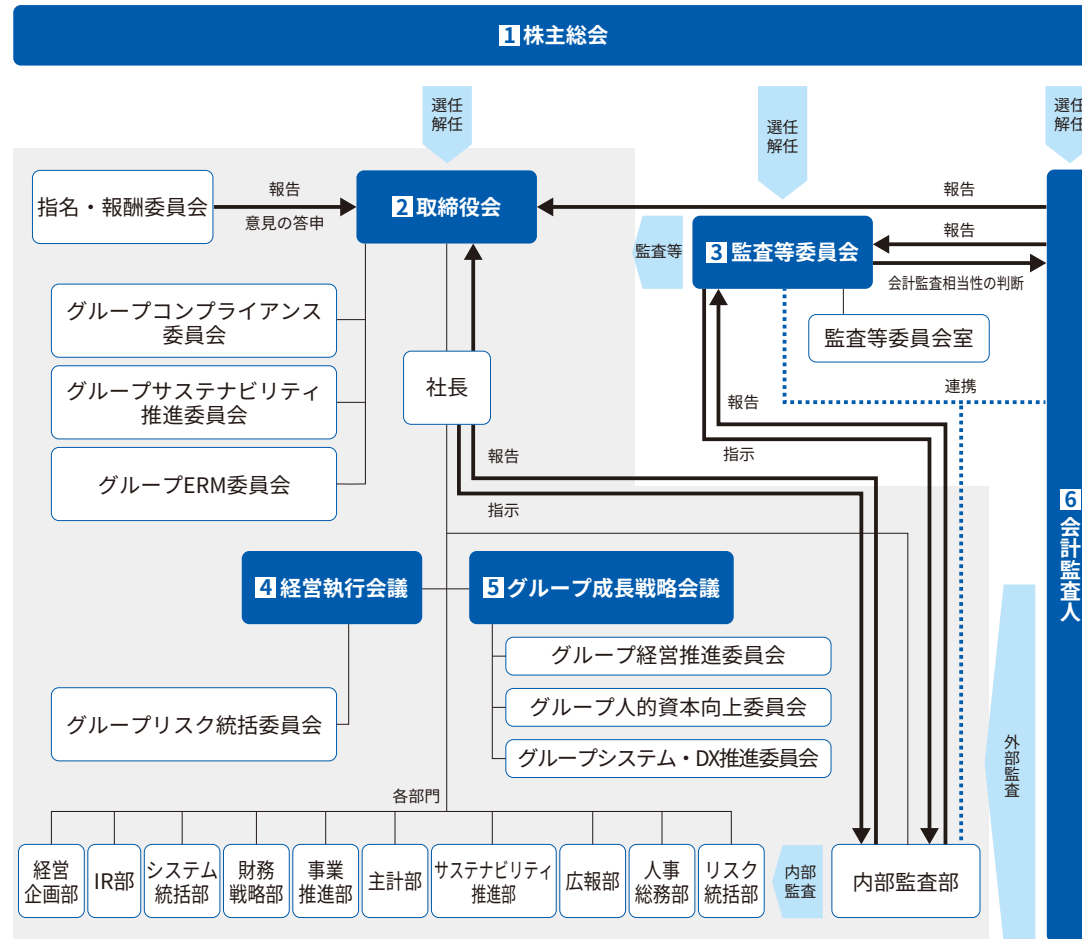 1 株主総会
選任
解任
選任
解任
選任
解任
指名・報酬委員会
報告
意見の答申
2 取締役会
報告
監査等
3 監査等委員会
報告
会計監査相当性の判断
監査等委員会室
グループコンプライアンス
委員会
グループサステナビリティ
推進委員会
グループERM委員会
社長
連携
報告
指示
報告
指示
6 会計監査人
4 経営執行会議
5 グループ成長戦略会議
グループ経営推進委員会
グループ人的資本向上委員会
グループシステム・DX推進委員会
グループリスク統括委員会
外部監査
各部門
経営
企画部
IR部
システム
統括部
財務
戦略部
事業
推進部
主計部
サステナビリティ
推進部
広報部
人事
総務部
リスク
統括部
内部
監査
内部監査部